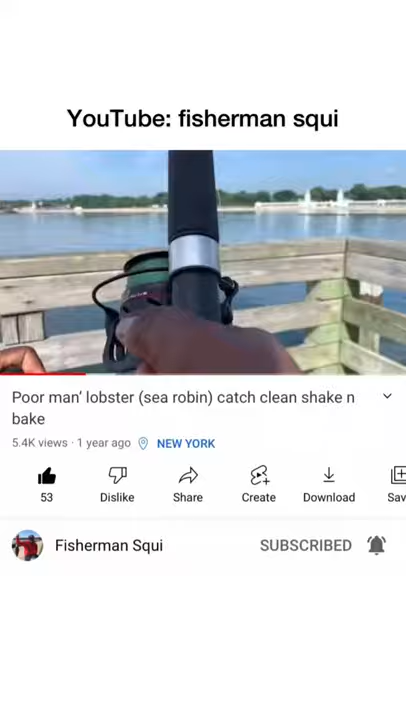 YouTube: fisherman squi
Poor man’ lobster (sea robin) catch clean shake n
bake
5.4K views · 1 year ago NEW YORK
53 Dislike Share Create Download Sav
Fisherman Squi SUBSCRIBED